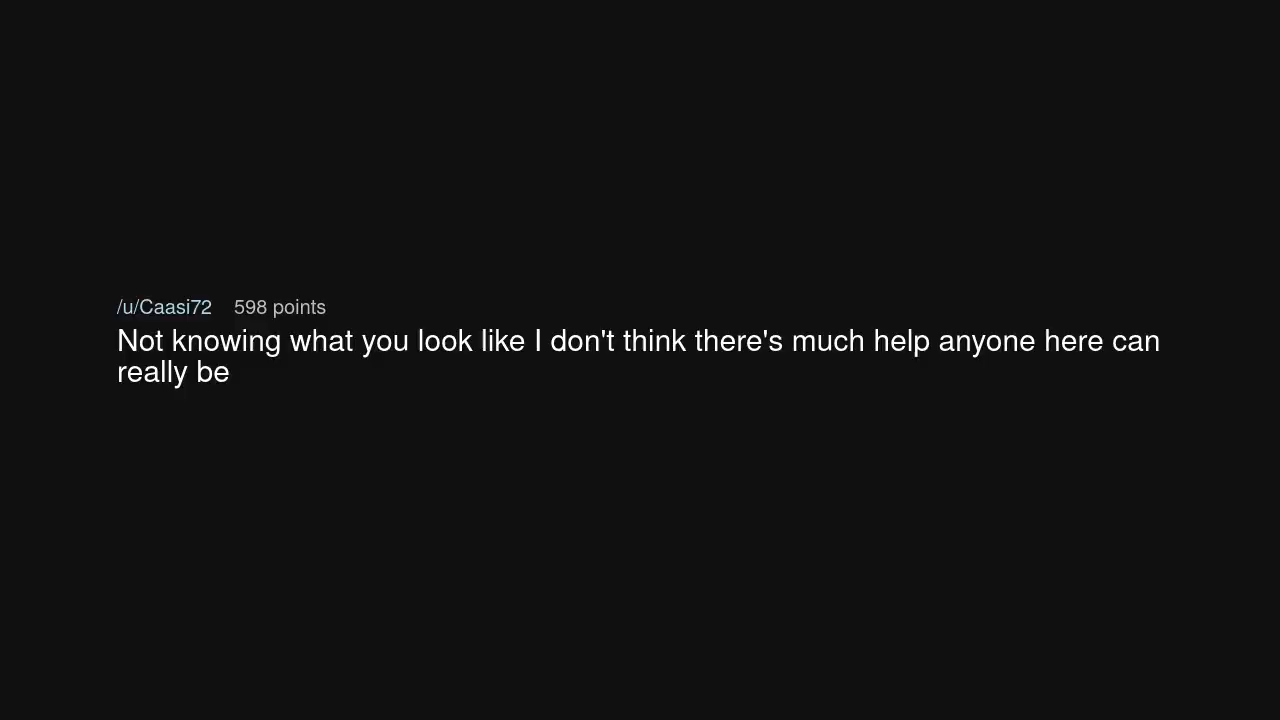 /u/Caasi72 598 points
Not knowing what you look like I don't think there's much help anyone here can
really be